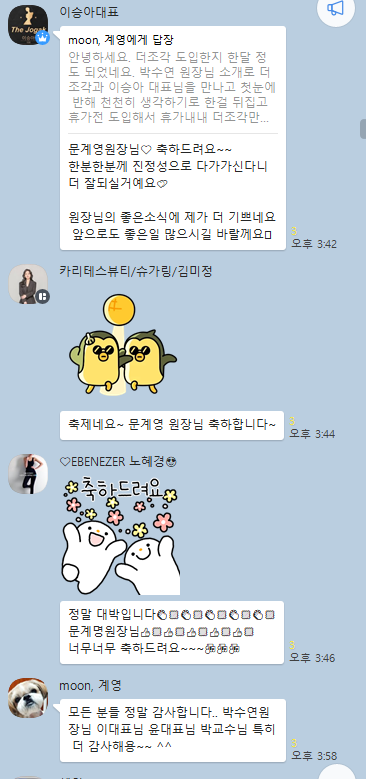 The Jogak
이승아대표
moon, 계영에게 답장
안녕하세요. 더조각 도입한지 한달 정
도 되었네요. 박수연 원장님 소개로 더
조각과 이승아 대표님을 만나고 첫눈에
반해 천천히 생각하기로 한걸 뒤집고
휴가전 도입해서 휴가내내 더조각만...
문계영원장님♡ 축하드려요~~
한분한분께 진정성으로 다가가신다니
더 잘되실거예요
원장님의 좋은소식에 제가 더 기쁘네요
앞으로도 좋은일 많으시길 바랄께요
오후 3:42
카리테스뷰티/슈가링/김미정
축제네요~ 문계영 원장님 축하합니다~
오후 3:44
♡EBENEZER 노혜경
축하드려요
정말 대박입니다
문계영원장님
너무너무 축하드려요~~~
오후 3:46
moon, 계영
모든 분들 정말 감사합니다.. 박수연원
장님 이대표님 윤대표님 박교수님 특히
더 감사해용~~ ^^
오후 3:58